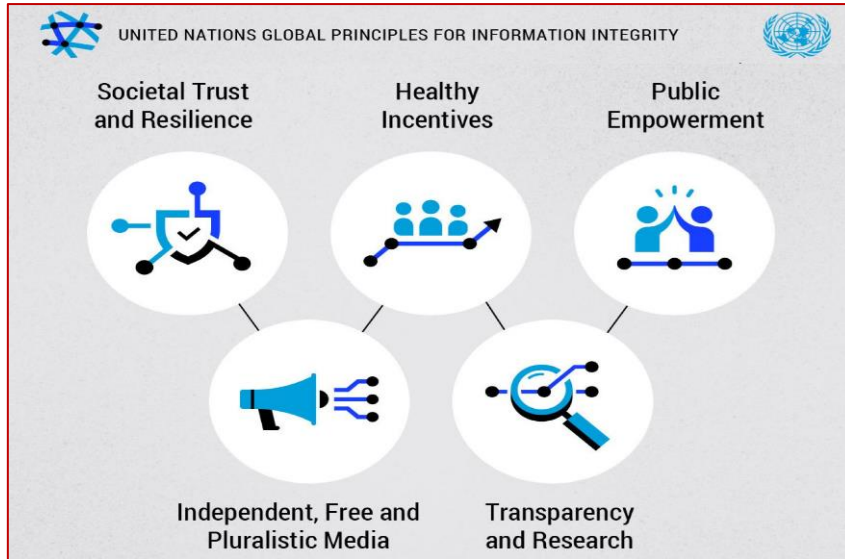 UNITED NATIONS GLOBAL PRINCIPLES FOR INFORMATION INTEGRITY
Societal Trust
and Resilience
Healthy
Incentives
Public
Empowerment
Independent, Free and
Pluralistic Media
Transparency
and Research